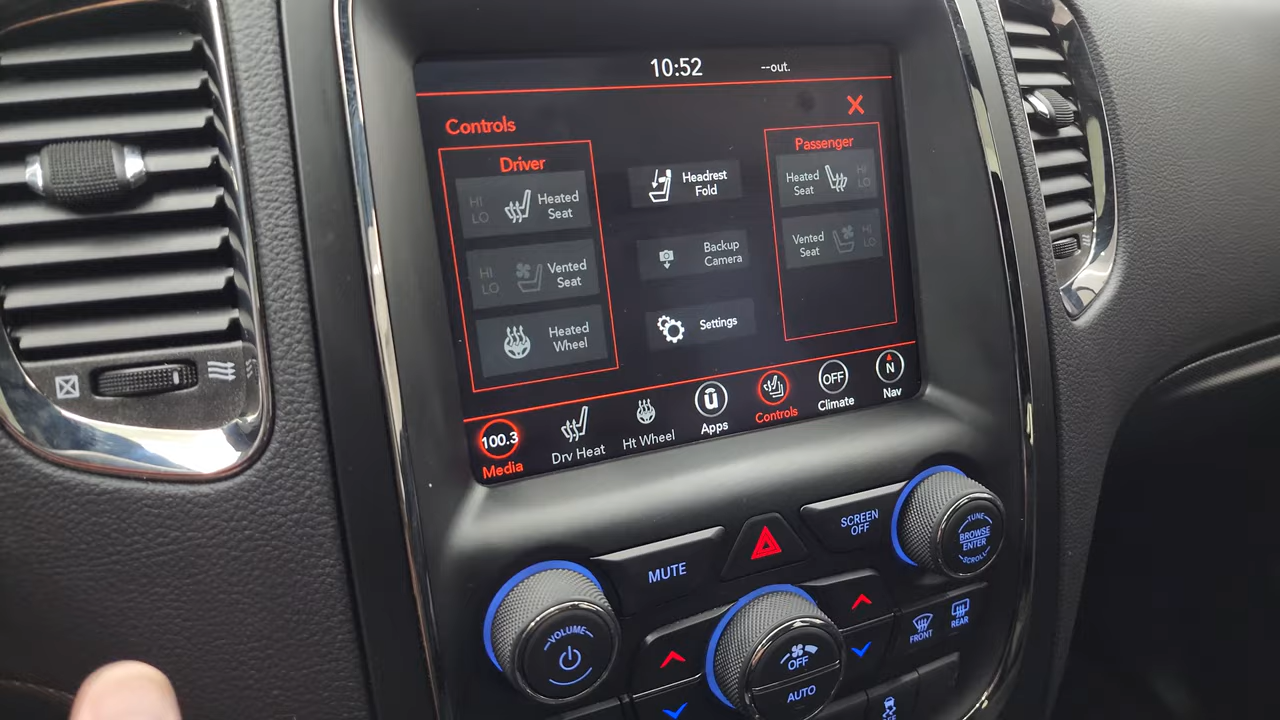 10:52
--out.
Controls
Driver
HI
LO
Heated
Seat
HI
LO
Vented
Seat
Heated
Wheel
Headrest
Fold
Backup
Camera
Settings
Passenger
Heated
Seat
HI
LO
Vented
Seat
HI
LO
100.3
Media
Drv Heat
Ht Wheel
Apps
Controls
OFF
Climate
N
Nav
MUTE
SCREEN
OFF
TUNE
BROWSE
ENTER
SCROLL
VOLUME
OFF
AUTO
FRONT
REAR